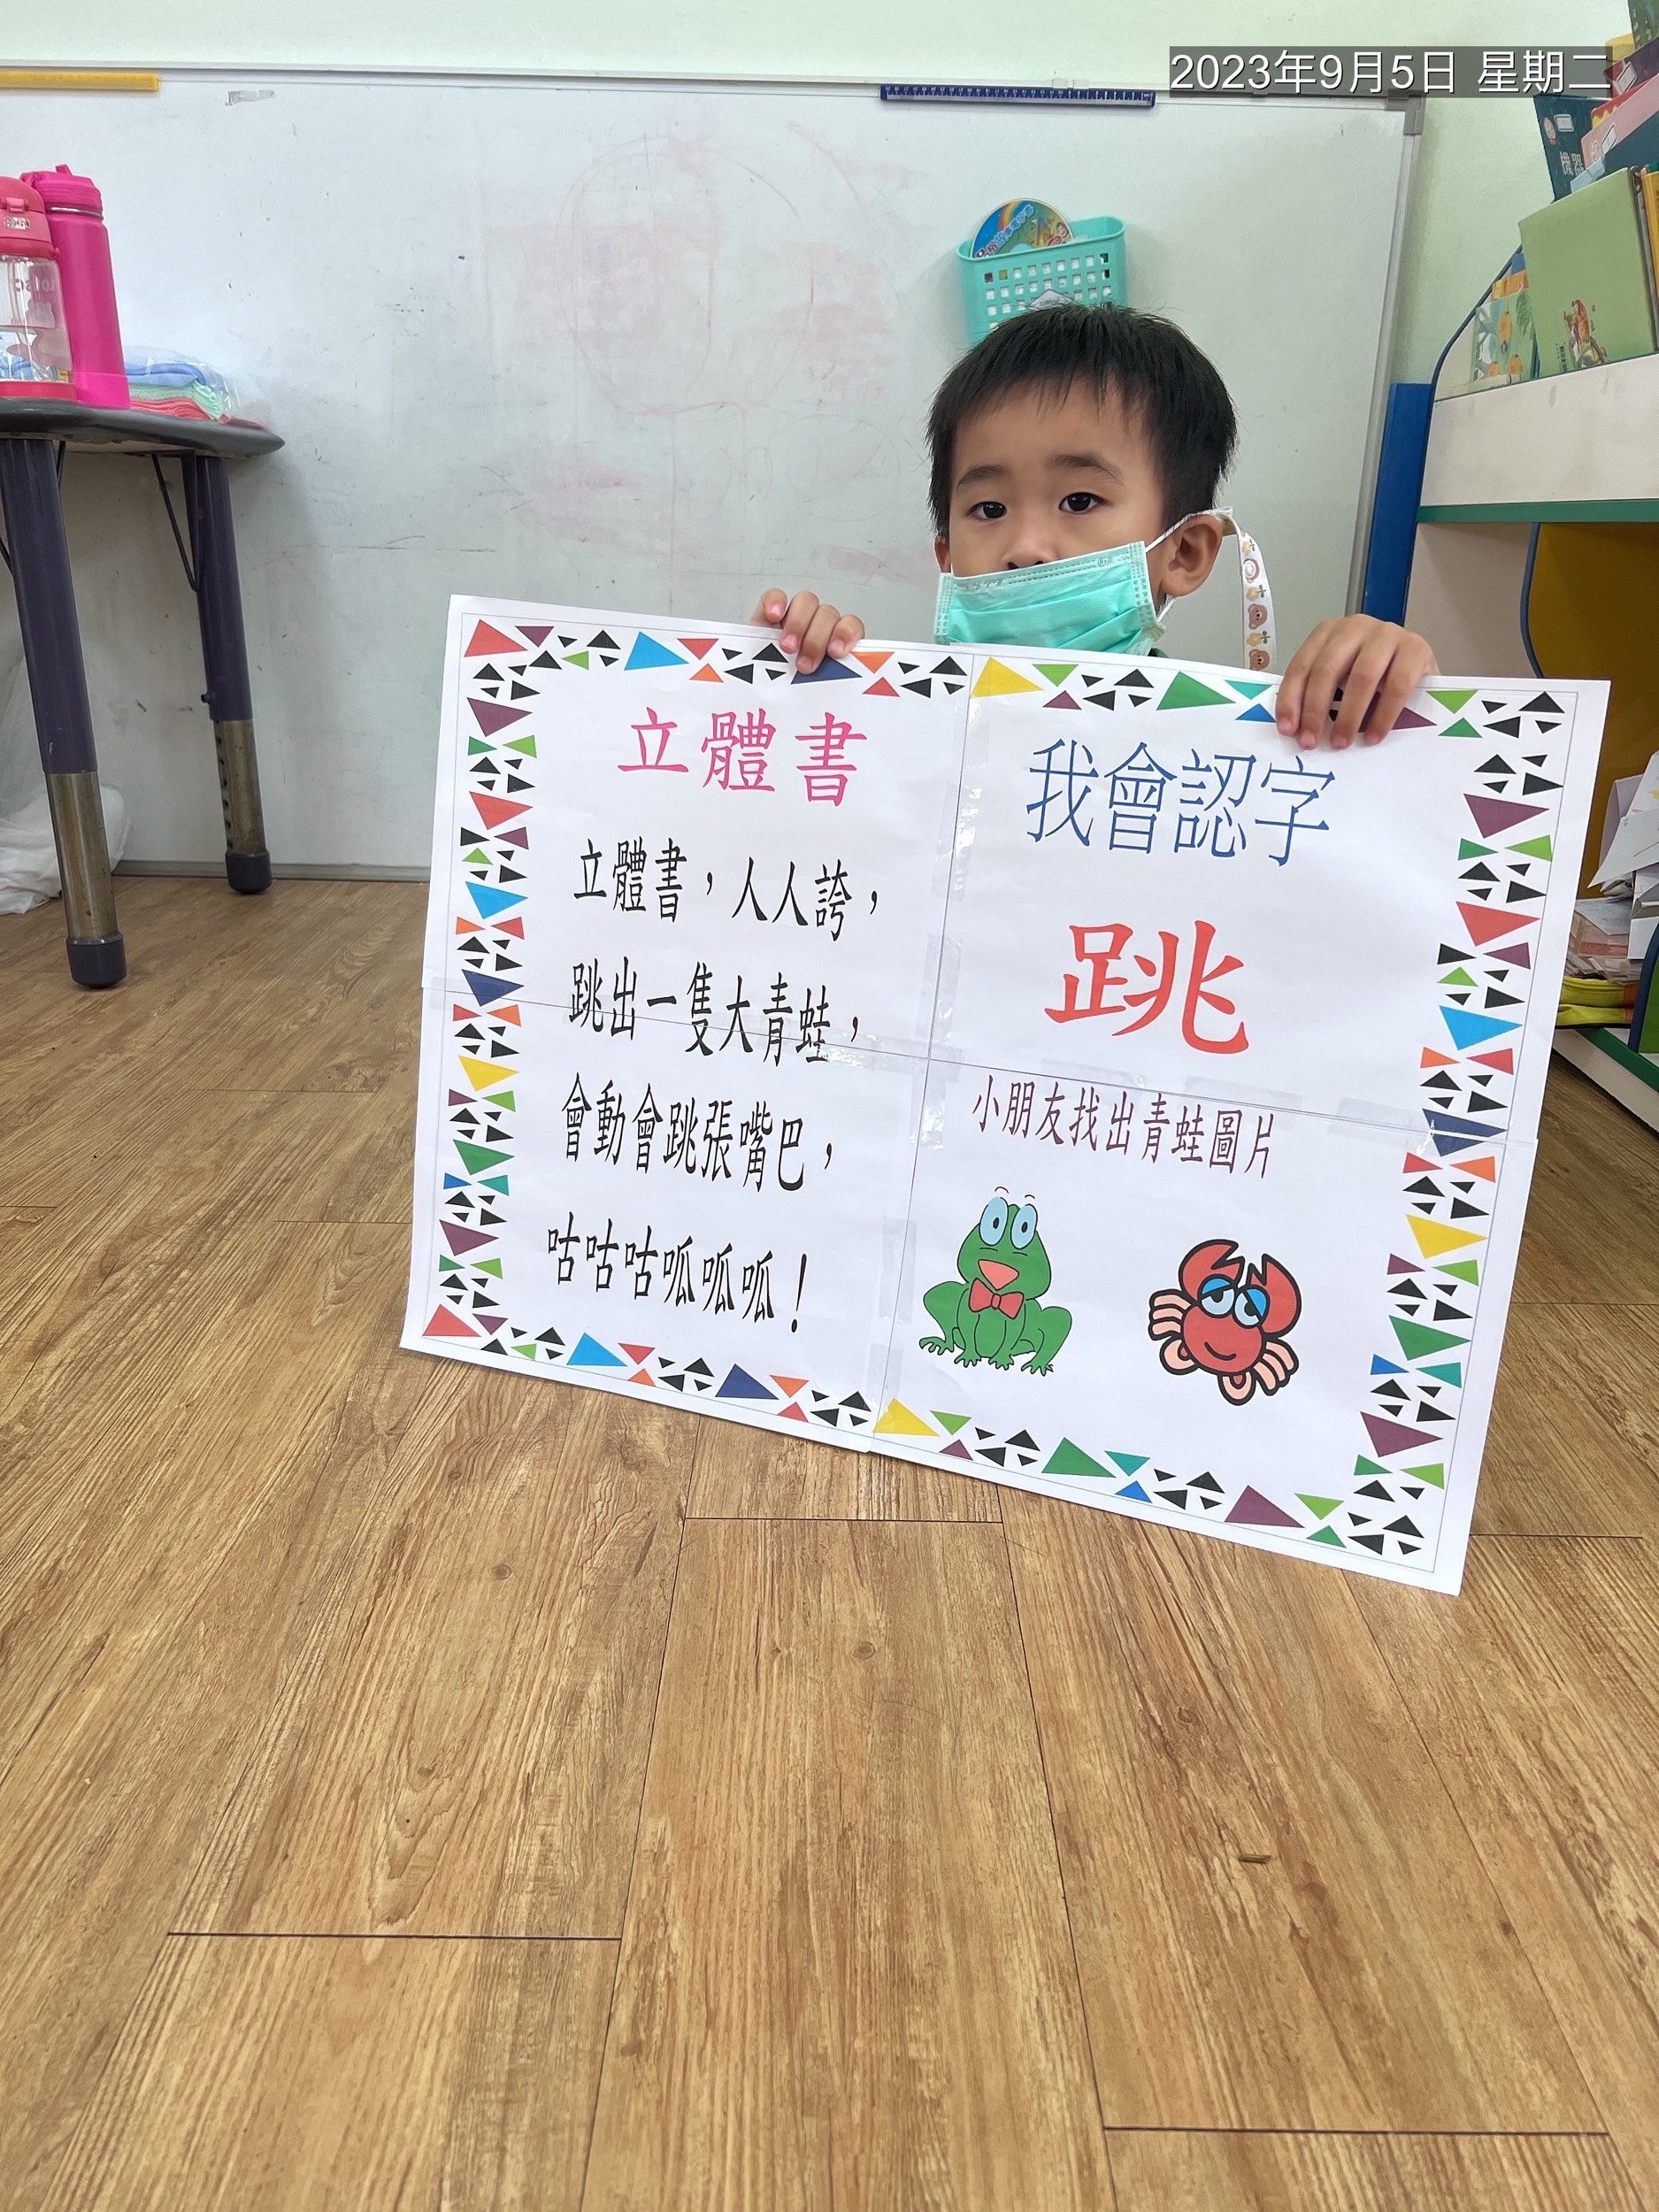 2023年9月5日 星期二
立體書
立體書，人人誇，
跳出一隻大青蛙，
會動會跳張嘴巴，
咕咕咕呱呱呱！
我會認字
跳
小朋友找出青蛙圖片